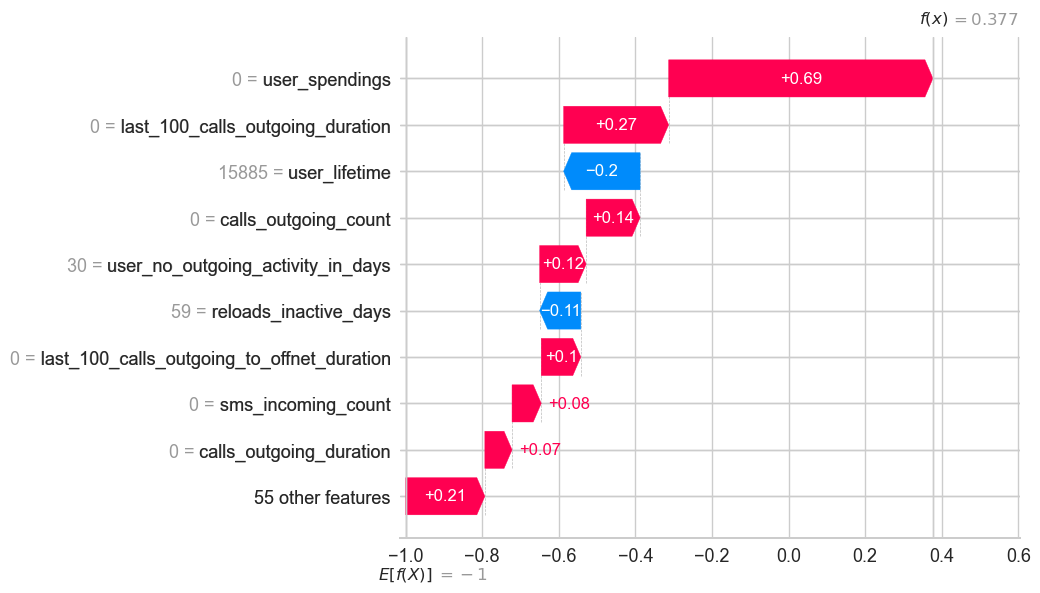 f(x) = 0.377
0 = user_spendings +0.69
0 = last_100_calls_outgoing_duration +0.27
15885 = user_lifetime −0.2
0 = calls_outgoing_count +0.14
30 = user_no_outgoing_activity_in_days +0.12
59 = reloads_inactive_days −0.11
0 = last_100_calls_outgoing_to_offnet_duration +0.1
0 = sms_incoming_count +0.08
0 = calls_outgoing_duration +0.07
55 other features +0.21
−1.0 −0.8 −0.6 −0.4 −0.2 0.0 0.2 0.4 0.6
E[f(X)] = −1